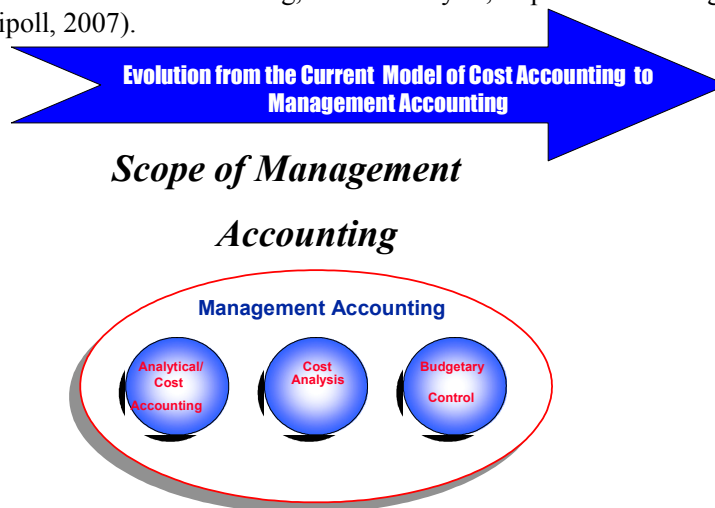 ipoll, 2007).
Evolution from the Current Model of Cost Accounting to
Management Accounting
Scope of Management
Accounting
Management Accounting
Analytical/
Cost
Accounting
Cost
Analysis
Budgetary
Control